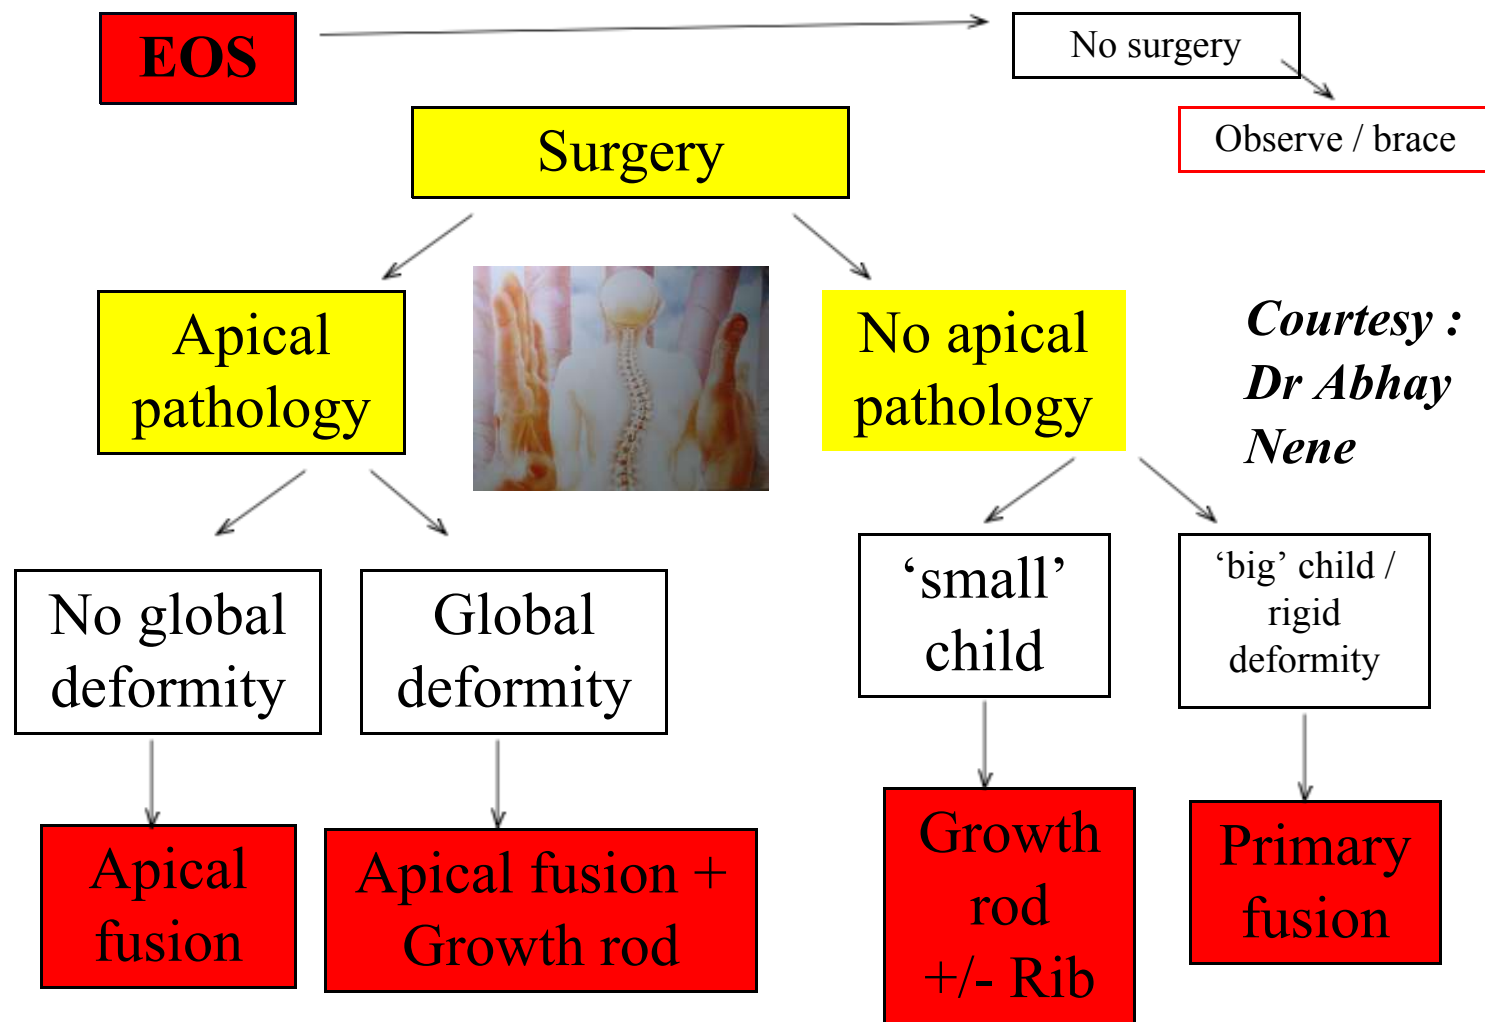 EOS
No surgery
Observe / brace
Surgery
Apical
pathology
No apical
pathology
Courtesy :
Dr Abhay
Nene
No global
deformity
Global
deformity
‘small’
child
‘big’ child /
rigid
deformity
Apical
fusion
Apical fusion +
Growth rod
Growth
rod
+/- Rib
Primary
fusion